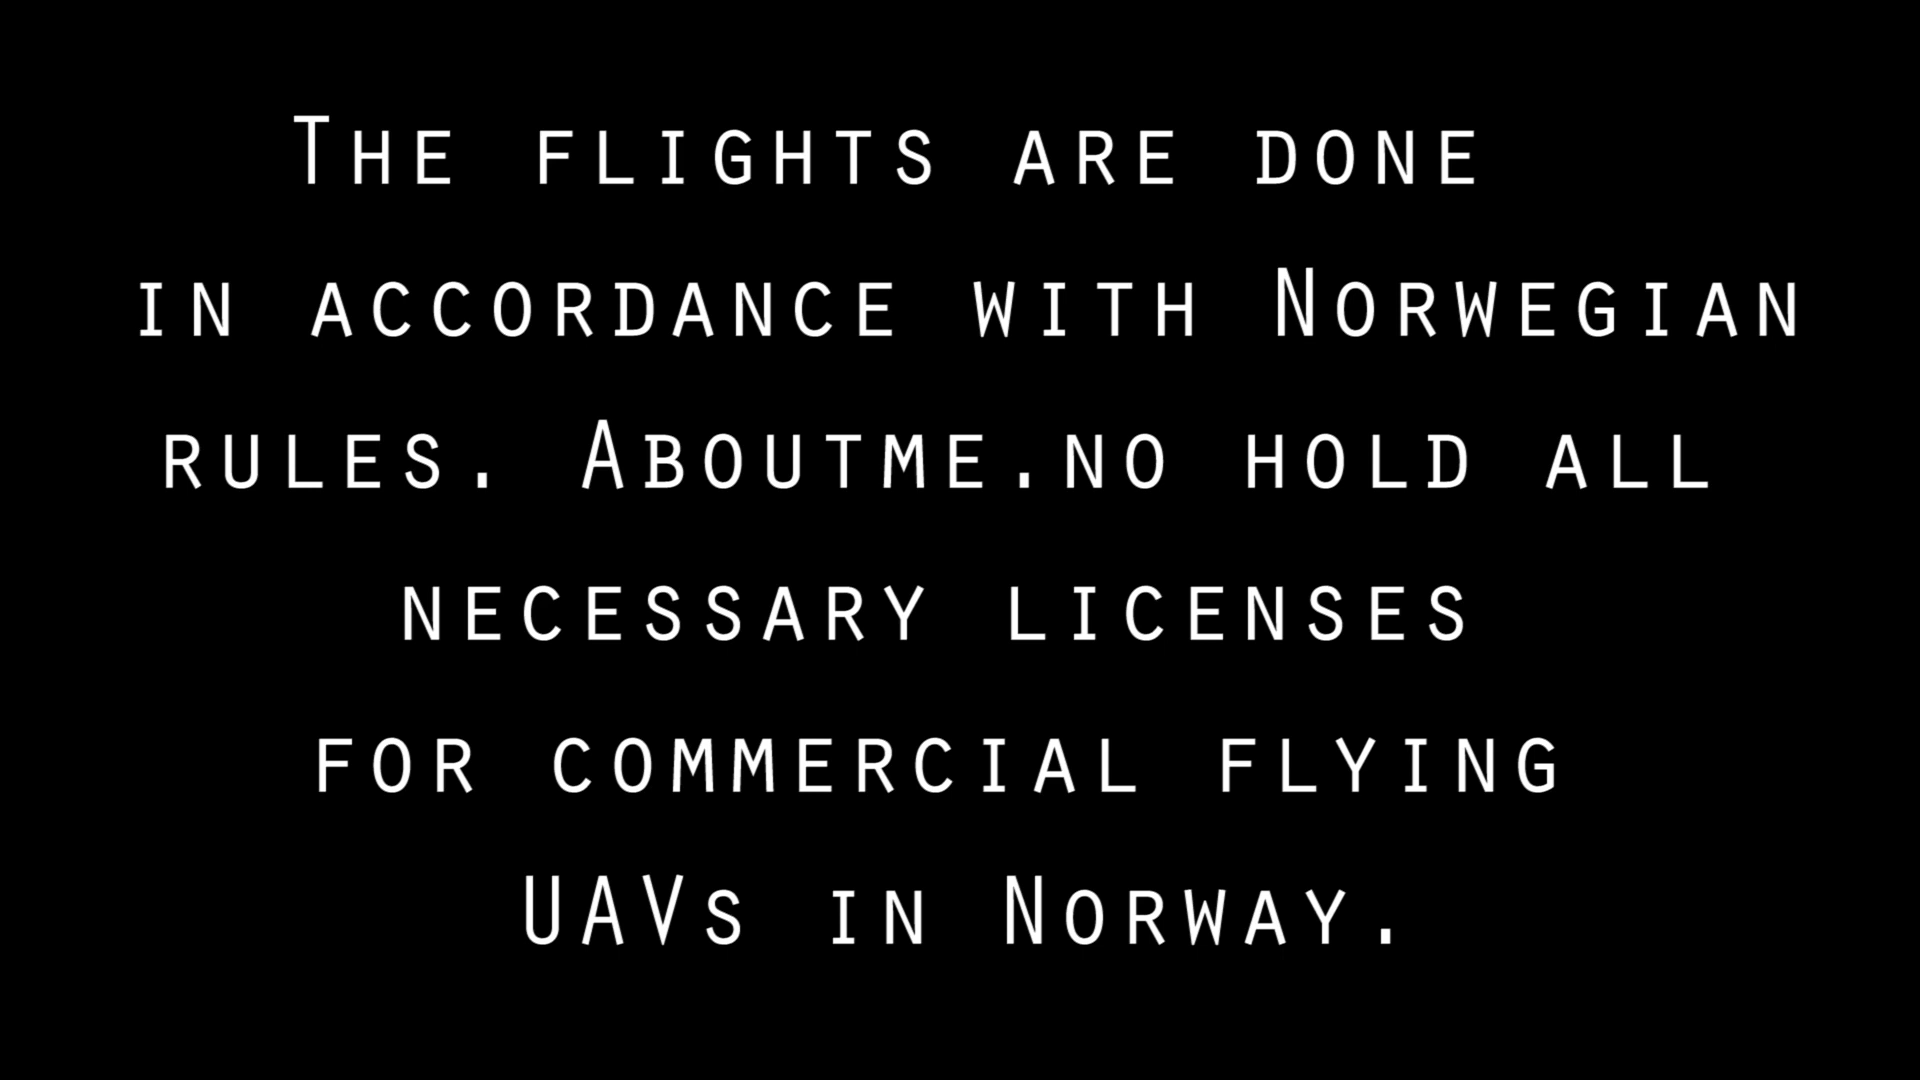 The flights are done
in accordance with Norwegian
rules. Aboutme.no hold all
necessary licenses
for commercial flying
UAVs in Norway.